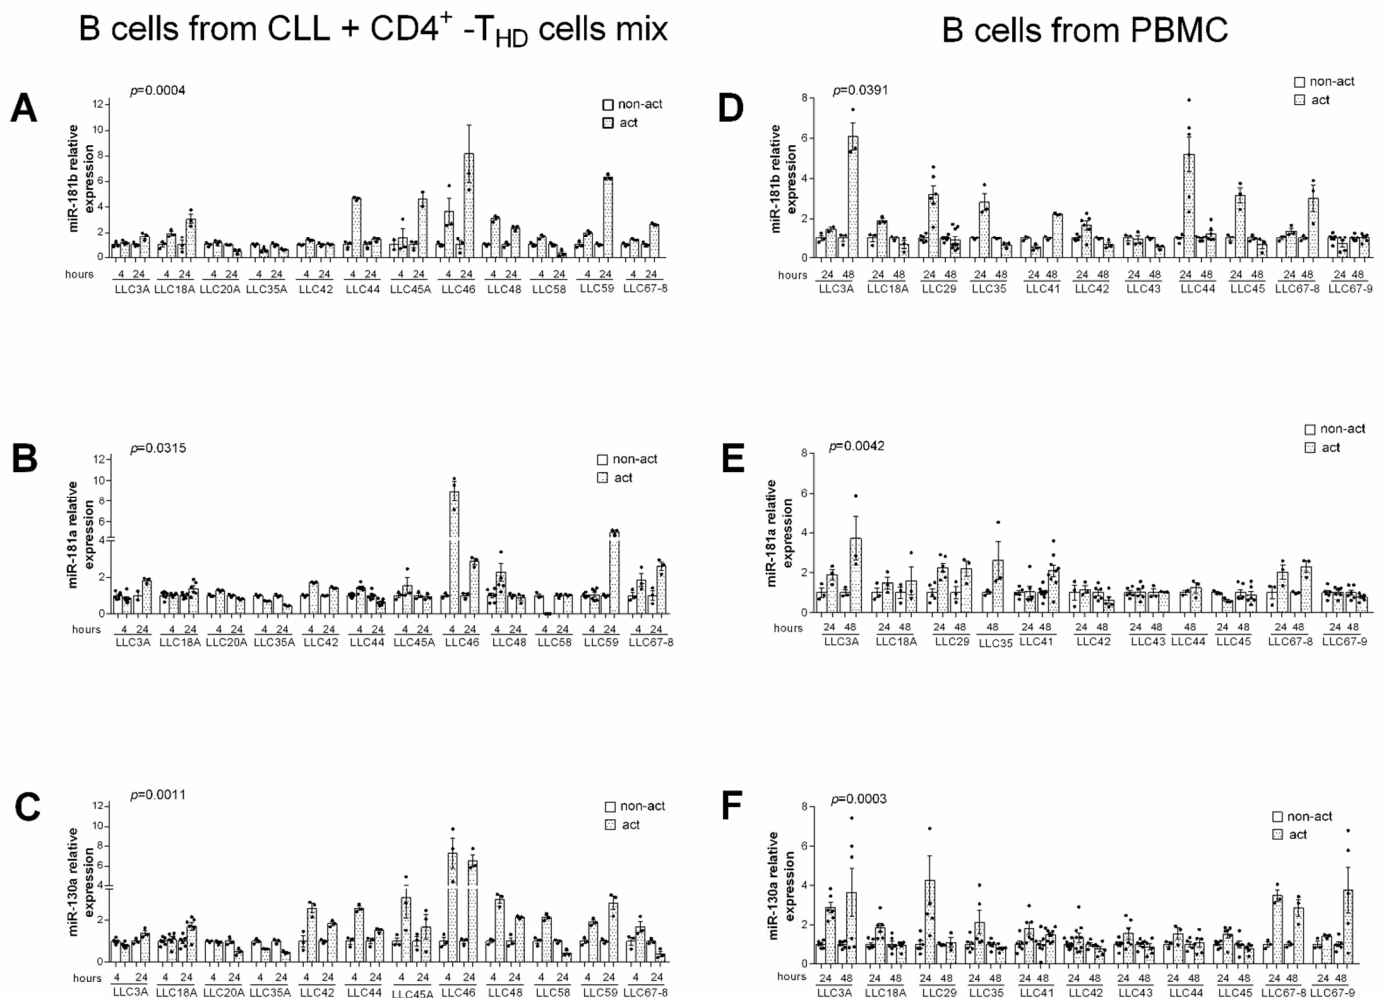 B cells from CLL + CD4+ -THD cells mix
B cells from PBMC
A
p=0.0004
non-act
act
miR-181b relative
expression
12
10
8
6
4
2
0
hours 4 24 4 24 4 24 4 24 4 24 4 24 4 24 4 24 4 24 4 24 4 24 4 24
LLC3A LLC18A LLC20A LLC35A LLC42 LLC44 LLC45A LLC46 LLC48 LLC58 LLC59 LLC67-8
D
p=0.0391
non-act
act
miR-181b relative
expression
8
6
4
2
0
hours 24 48 24 48 24 48 24 48 24 48 24 48 24 48 24 48 24 48 24 48 24 48
LLC3A LLC18A LLC29 LLC35 LLC41 LLC42 LLC43 LLC44 LLC45 LLC67-8 LLC67-9
B
p=0.0315
non-act
act
miR-181a relative
expression
12
10
8
6
4
2
0
hours 4 24 4 24 4 24 4 24 4 24 4 24 4 24 4 24 4 24 4 24 4 24 4 24
LLC3A LLC18A LLC20A LLC35A LLC42 LLC44 LLC45A LLC46 LLC48 LLC58 LLC59 LLC67-8
E
p=0.0042
non-act
act
miR-181a relative
expression
8
6
4
2
0
hours 24 48 24 48 24 48 48 24 48 24 48 24 48 48 24 48 24 48 24 48
LLC3A LLC18A LLC29 LLC35 LLC41 LLC42 LLC43 LLC44 LLC45 LLC67-8 LLC67-9
C
p=0.0011
non-act
act
miR-130a relative
expression
12
10
8
6
4
2
0
hours 4 24 4 24 4 24 4 24 4 24 4 24 4 24 4 24 4 24 4 24 4 24 4 24
LLC3A LLC18A LLC20A LLC35A LLC42 LLC44 LLC45A LLC46 LLC48 LLC58 LLC59 LLC67-8
F
p=0.0003
non-act
act
miR-130a relative
expression
8
6
4
2
0
hours 24 48 24 48 24 48 24 48 24 48 24 48 24 48 24 48 24 48 24 48 24 48
LLC3A LLC18A LLC29 LLC35 LLC41 LLC42 LLC43 LLC44 LLC45 LLC67-8 LLC67-9